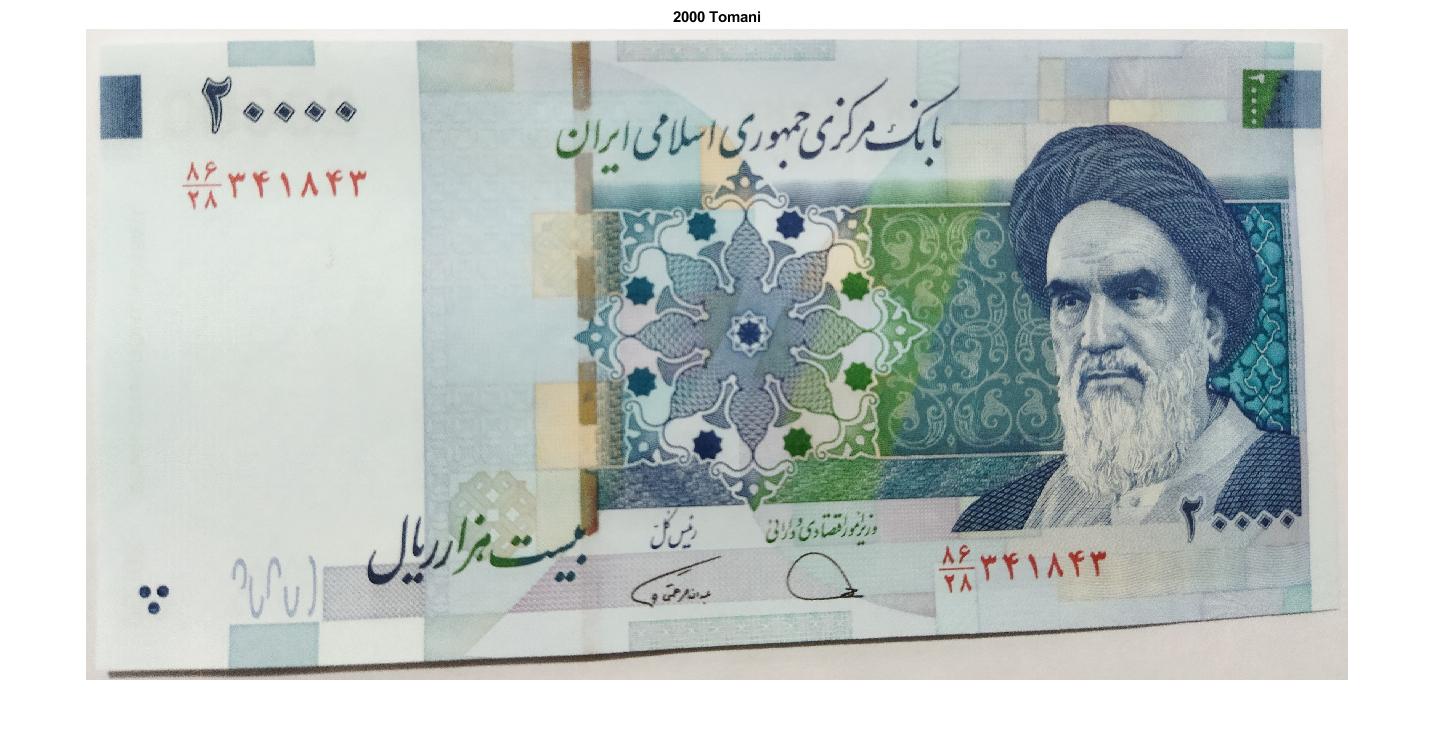 2000 Tomani
۲۰۰۰۰
بانک مرکزی جمهوری اسلامی ایران
۸۶/۲۸ ۳۴۱۸۴۳
بیست هزار ریال
رئیس کل
وزیر امور اقتصادی و دارائی
۲۰۰۰۰
۸۶/۲۸ ۳۴۱۸۴۳